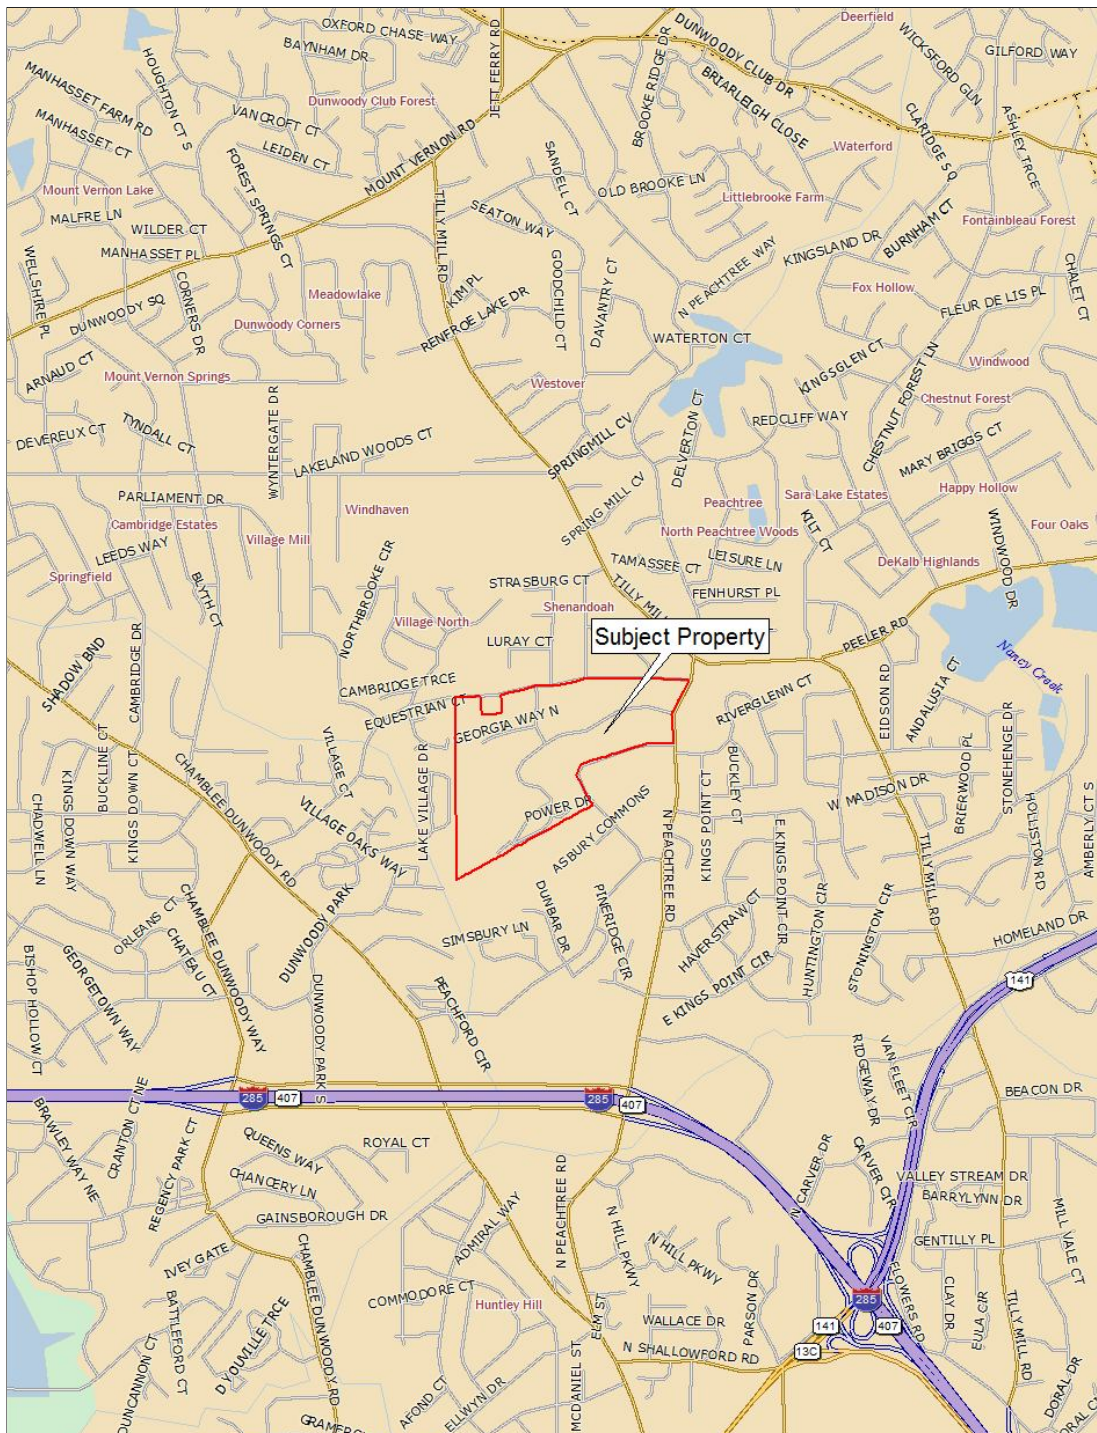 OXFORD CHASE WAY
Deerfield
DUNWOODY CLUB DR
WICKSFORD GLN
GILFORD WAY
BAYNHAM DR
HOUGHTON CT S
JETT FERRY RD
BROOKE RIDGE DR
BRIARLEIGH CLOSE
MANHASSET FARM RD
Dunwoody Club Forest
VANCROFT CT
MANHASSET CT
LEIDEN CT
MOUNT VERNON RD
CLARIDGE SQ
ASHLEY TRCE
Waterford
SANDELL CT
OLD BROOKE LN
Littlebrooke Farm
Mount Vernon Lake
FOREST SPRINGS CT
MALFRE LN
WILDER CT
TILLY MILL RD
SEATON WAY
BURNHAM CT
Fontainbleau Forest
MANHASSET PL
KINGSLAND DR
WELLSHIRE PL
GOODCHILD CT
DAVANTRY CT
N PEACHTREE WAY
CHALET CT
CORNERS DR
KIM PL
Meadowlake
Fox Hollow
FLEUR DE LIS PL
DUNWOODY SQ
Dunwoody Corners
RENFROE LAKE DR
WATERTON CT
ARNAUD CT
Mount Vernon Springs
Westover
KINGSGLEN CT
Windwood
CHESTNUT FOREST LN
Chestnut Forest
WYNTERGATE DR
DELVERTON CT
REDCLIFF WAY
DEVEREUX CT
TYNDALL CT
LAKELAND WOODS CT
SPRINGMILL CV
MARY BRIGGS CT
PARLIAMENT DR
Windhaven
SPRING MILL CV
Peachtree
Sara Lake Estates
Happy Hollow
Cambridge Estates
North Peachtree Woods
KILT CT
WINDWOOD DR
Four Oaks
LEEDS WAY
Village Mill
TAMASSEE CT
LEISURE LN
DeKalb Highlands
Springfield
BLYTH CT
NORTHBROOKE CIR
STRASBURG CT
TILLY MILL
FENHURST PL
Shenandoah
Village North
LURAY CT
Subject Property
PEELER RD
Nancy Creek
SHADOW BND
CAMBRIDGE DR
CAMBRIDGE TRCE
EQUESTRIAN CT
GEORGIA WAY N
RIVERGLENN CT
EIDSON RD
ANDALUSIA CT
BUCKLINE CT
VILLAGE CT
LAKE VILLAGE DR
BUCKLEY CT
BRIERWOOD PL
STONEHENGE DR
KINGS DOWN CT
KINGS DOWN WAY
CHAMBLEE DUNWOODY RD
POWER DR
W MADISON DR
CHADWELL LN
VILLAGE OAKS WAY
ASBURY COMMONS
N PEACHTREE RD
KINGS POINT CT
E KINGS POINT CIR
HOLLISTON RD
AMBERLY CT S
TILLY MILL RD
ORLEANS CT
CHATEAU CT
CHAMBLEE DUNWOODY WAY
DUNWOODY PARK
DUNBAR DR
PINERIDGE CIR
SIMSBURY LN
HAVERSTRAW CT
HUNTINGTON CIR
STONINGTON CIR
HOMELAND DR
BISHOP HOLLOW CT
GEORGETOWN WAY
DUNWOODY PARK S
PEACHFORD CIR
E KINGS POINT CIR
141
RIDGEWAY DR
VAN FLEET CIR
BEACON DR
285
407
285
407
BRAWLEY WAY NE
CRANTON CT NE
REGENCY PARK CT
QUEENS WAY
ROYAL CT
N CARVER DR
CARVER CIR
CHANCERY LN
N PEACHTREE RD
VALLEY STREAM DR
BARRYLYNN DR
GAINSBOROUGH DR
ADMIRAL WAY
N HILL PKWY
MILL VALE CT
IVEY GATE
N HILL PKWY
GENTILLY PL
CHAMBLEE DUNWOODY RD
COMMODORE CT
Huntley Hill
ELM ST
PARSON DR
FLOWERS RD
CLAY DR
EULA CIR
TILLY MILL RD
285
BATTLEFORD CT
D YOUVILLE TRCE
WALLACE DR
141
407
13C
N SHALLOWFORD RD
DUNCANNON CT
AFOND CT
ELLWYN DR
MCDANIEL ST
DORAL DR